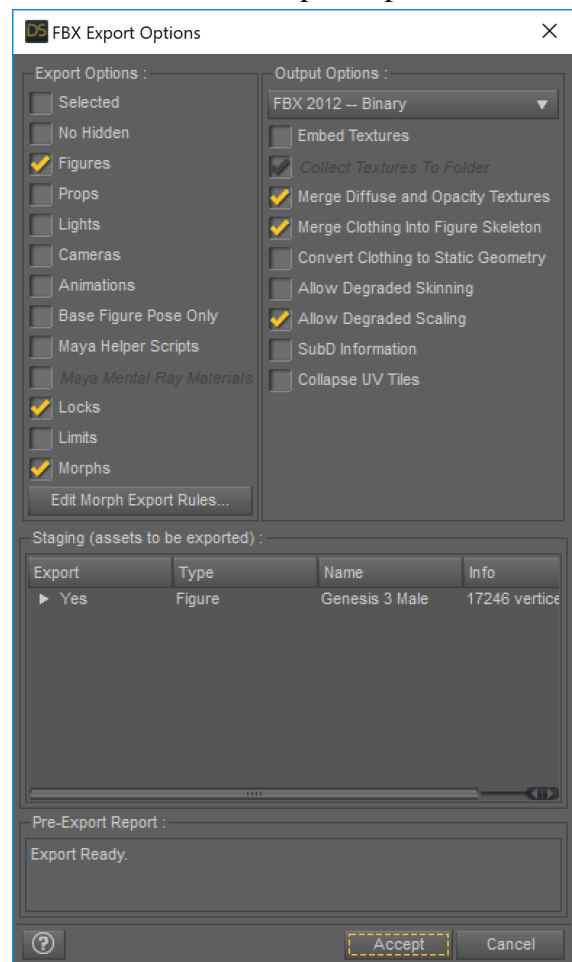 DS FBX Export Options
Export Options :
Selected
No Hidden
Figures
Props
Lights
Cameras
Animations
Base Figure Pose Only
Maya Helper Scripts
Maya Mental Ray Materials
Locks
Limits
Morphs
Edit Morph Export Rules...
Output Options :
FBX 2012 -- Binary
Embed Textures
Collect Textures To Folder
Merge Diffuse and Opacity Textures
Merge Clothing Into Figure Skeleton
Convert Clothing to Static Geometry
Allow Degraded Skinning
Allow Degraded Scaling
SubD Information
Collapse UV Tiles
Staging (assets to be exported) :
Export Type Name Info
Yes Figure Genesis 3 Male 17246 vertice
Pre-Export Report :
Export Ready.
? Accept Cancel